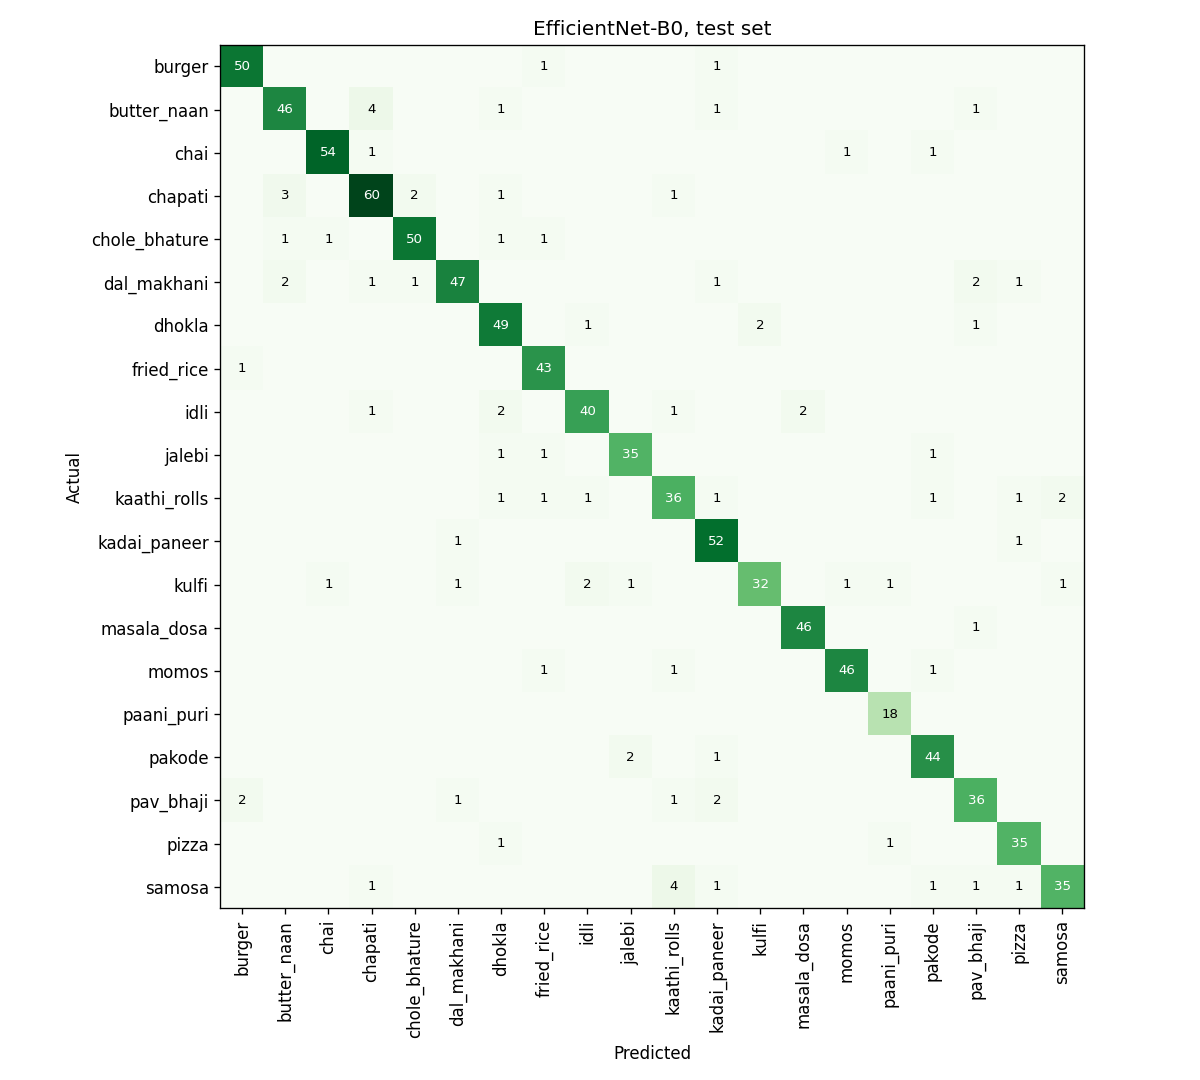 EfficientNet-B0, test set
burger 50 1 1
butter_naan 46 4 1 1 1
chai 54 1 1 1
chapati 3 60 2 1 1
chole_bhature 1 1 50 1 1
dal_makhani 2 1 1 47 1 2 1
dhokla 49 1 2 1
fried_rice 1 43
idli 1 2 40 1 2
jalebi 1 1 35 1
kaathi_rolls 1 1 1 36 1 1 1 2
kadai_paneer 1 52 1
kulfi 1 1 2 1 32 1 1 1
masala_dosa 46 1
momos 1 1 46 1
paani_puri 18
pakode 2 1 44
pav_bhaji 2 1 1 2 36
pizza 1 1 35
samosa 1 4 1 1 1 1 35
Actual
burger butter_naan chai chapati chole_bhature dal_makhani dhokla fried_rice idli jalebi kaathi_rolls kadai_paneer kulfi masala_dosa momos paani_puri pakode pav_bhaji pizza samosa
Predicted